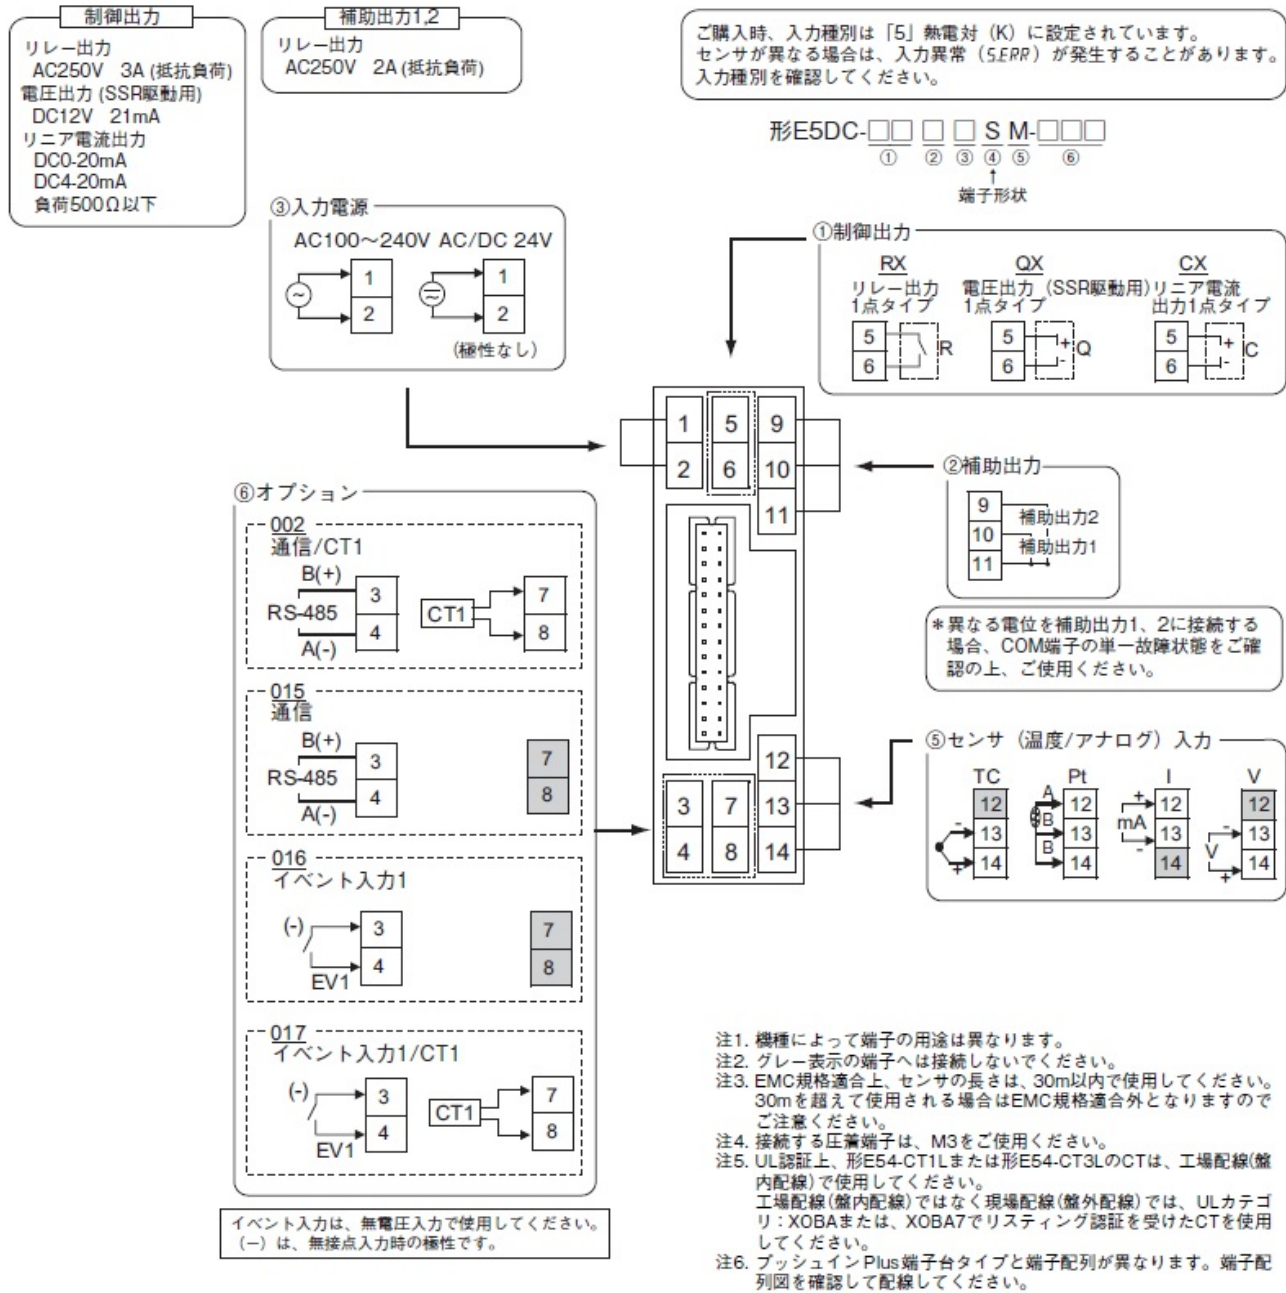 制御出力
リレー出力
AC250V 3A (抵抗負荷)
電圧出力 (SSR駆動用)
DC12V 21mA
リニア電流出力
DC0-20mA
DC4-20mA
負荷500Ω以下
補助出力1,2
リレー出力
AC250V 2A (抵抗負荷)
ご購入時、入力種別は「5」熱電対（K）に設定されています。
センサが異なる場合は、入力異常（S.ERR）が発生することがあります。
入力種別を確認してください。
形E5DC-□□ □ □ S M-□□□
① ② ③ ④ ⑤ ⑥
端子形状
③入力電源
AC100～240V AC/DC 24V
1 1
2 2
(極性なし)
①制御出力
RX QX CX
リレー出力 電圧出力（SSR駆動用）リニア電流
1点タイプ 1点タイプ 出力1点タイプ
5 5 + 5 +
6 R 6 - Q 6 - C
1 5 9
2 6 10
11
②補助出力
9
補助出力2
10
補助出力1
11
＊異なる電位を補助出力1、2に接続する
場合、COM端子の単一故障状態をご確
認の上、ご使用ください。
⑥オプション
002
通信/CT1
B(+)
3 7
RS-485 CT1
4 8
A(-)
015
通信
B(+)
3 7
RS-485
4 8
A(-)
016
イベント入力1
(-) 3 7
4 8
EV1
017
イベント入力1/CT1
(-) 3 7
CT1
4 8
EV1
イベント入力は、無電圧入力で使用してください。
（−）は、無接点入力時の極性です。
12
3 7 13
4 8 14
⑤センサ（温度/アナログ）入力
TC Pt I V
12 A 12 + 12 12
- 13 B 13 mA 13 - 13
V
+ 14 B 14 - 14 + 14
注1. 機種によって端子の用途は異なります。
注2. グレー表示の端子へは接続しないでください。
注3. EMC規格適合上、センサの長さは、30m以内で使用してください。
30mを超えて使用される場合はEMC規格適合外となりますので
ご注意ください。
注4. 接続する圧着端子は、M3をご使用ください。
注5. UL認証上、形E54-CT1Lまたは形E54-CT3LのCTは、工場配線(盤
内配線)で使用してください。
工場配線(盤内配線)ではなく現場配線(盤外配線)では、ULカテゴ
リ：XOBAまたは、XOBA7でリスティング認証を受けたCTを使用
してください。
注6. プッシュインPlus端子台タイプと端子配列が異なります。端子配
列図を確認して配線してください。